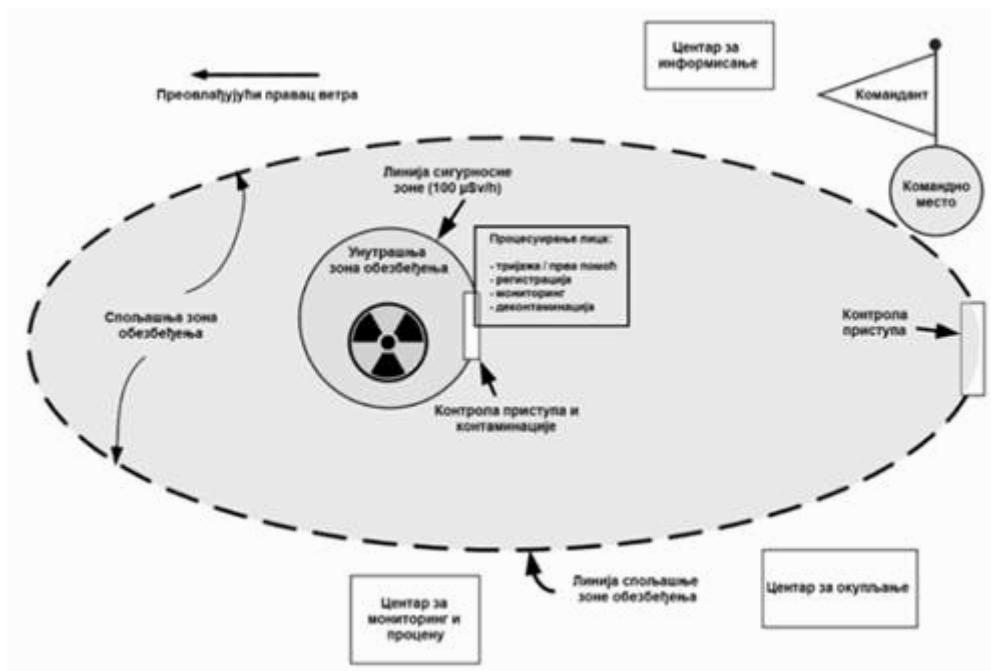 Центар за
информисање
Преовлађујући правац ветра
Командант
Командно
место
Линија сигурносне
зоне (100 µSv/h)
Унутрашња
зона обезбеђења
Процесуирање лица:
- тријажа / прва помоћ
- регистрација
- мониторинг
- деконтаминација
Спољашња зона
обезбеђења
Контрола
приступа
Контрола приступа и
контаминације
Линија спољашње
зоне обезбеђења
Центар за
мониторинг и
процену
Центар за окупљање